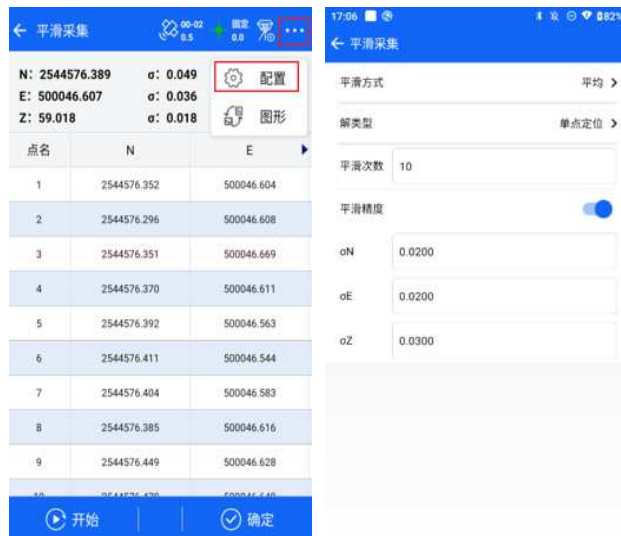 平滑采集
00-02
0.5
固定
0.0
N: 2544576.389 σ: 0.049
E: 500046.607 σ: 0.036
Z: 59.018 σ: 0.018
配置
图形
点名 N E
1 2544576.352 500046.604
2 2544576.296 500046.608
3 2544576.351 500046.669
4 2544576.370 500046.611
5 2544576.392 500046.563
6 2544576.411 500046.544
7 2544576.404 500046.583
8 2544576.385 500046.616
9 2544576.449 500046.628
开始 确定
17:06 82%
平滑采集
平滑方式 平均
解类型 单点定位
平滑次数 10
平滑精度
σN 0.0200
σE 0.0200
σZ 0.0300